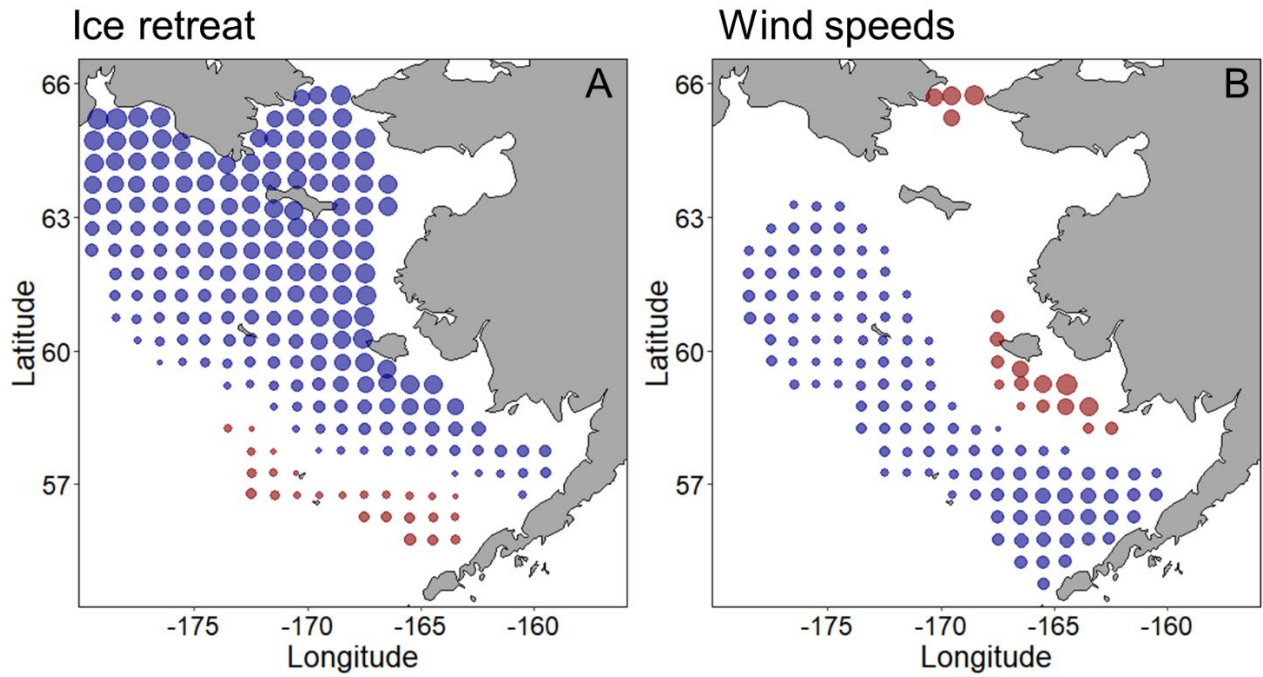 Ice retreat
Wind speeds
A
B
66
63
60
57
Latitude
-175 -170 -165 -160
Longitude
66
63
60
57
Latitude
-175 -170 -165 -160
Longitude